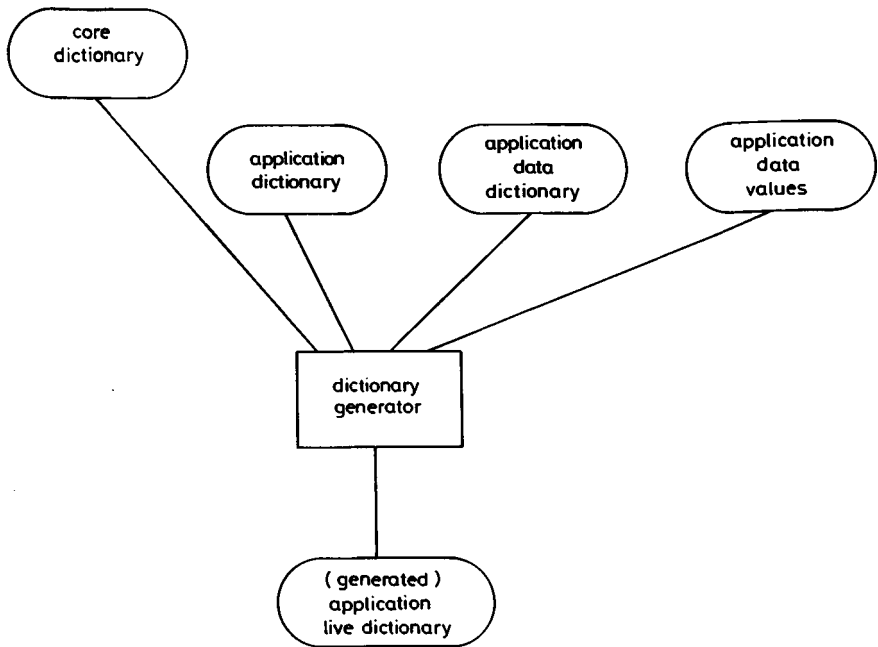 core
dictionary
application
dictionary
application
data
dictionary
application
data
values
dictionary
generator
( generated )
application
live dictionary